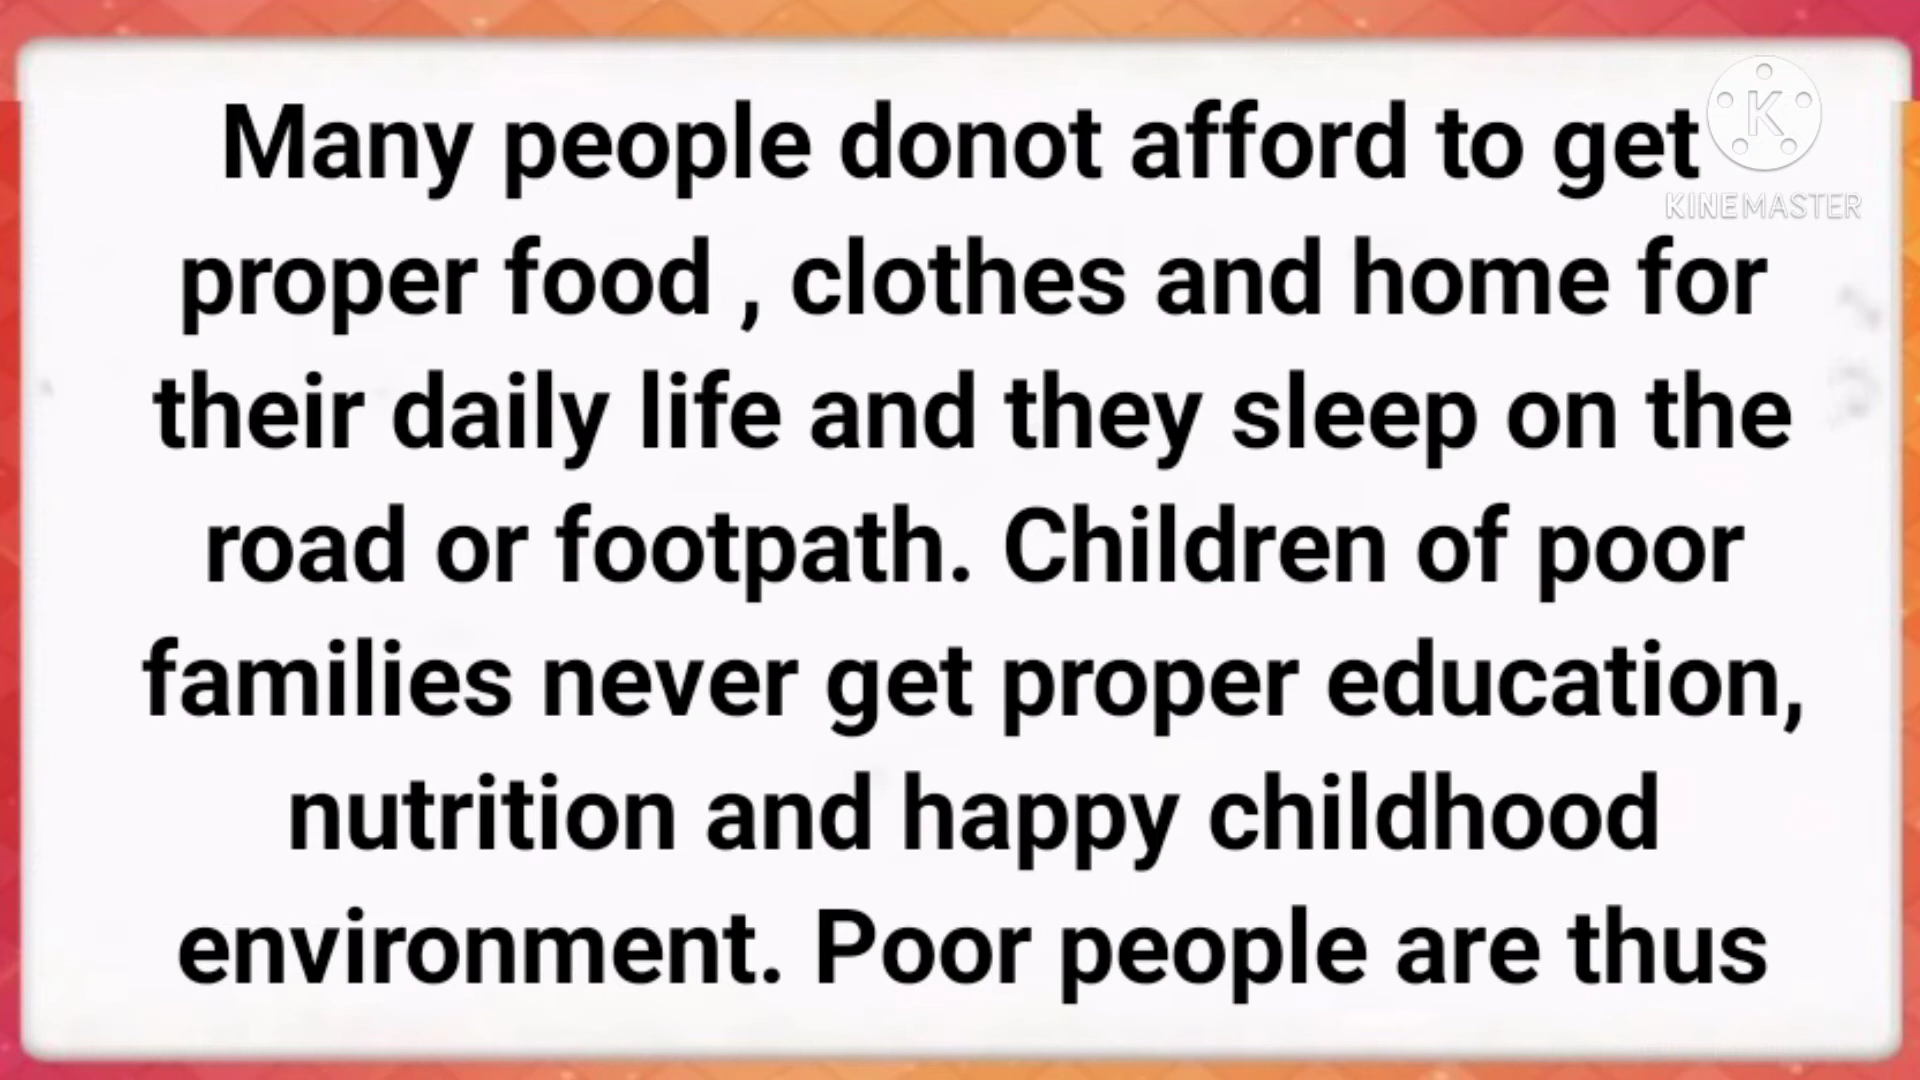 Many people donot afford to get
proper food , clothes and home for
their daily life and they sleep on the
road or footpath. Children of poor
families never get proper education,
nutrition and happy childhood
environment. Poor people are thus
K
KINEMASTER